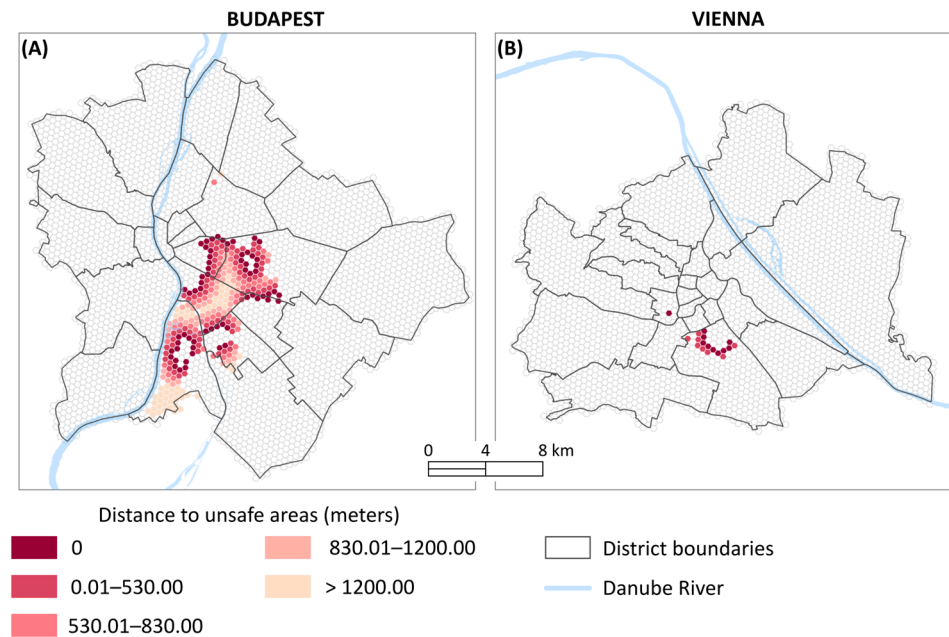 BUDAPEST
VIENNA
(A)
(B)
0 4 8 km
Distance to unsafe areas (meters)
0
830.01–1200.00
District boundaries
0.01–530.00
> 1200.00
Danube River
530.01–830.00